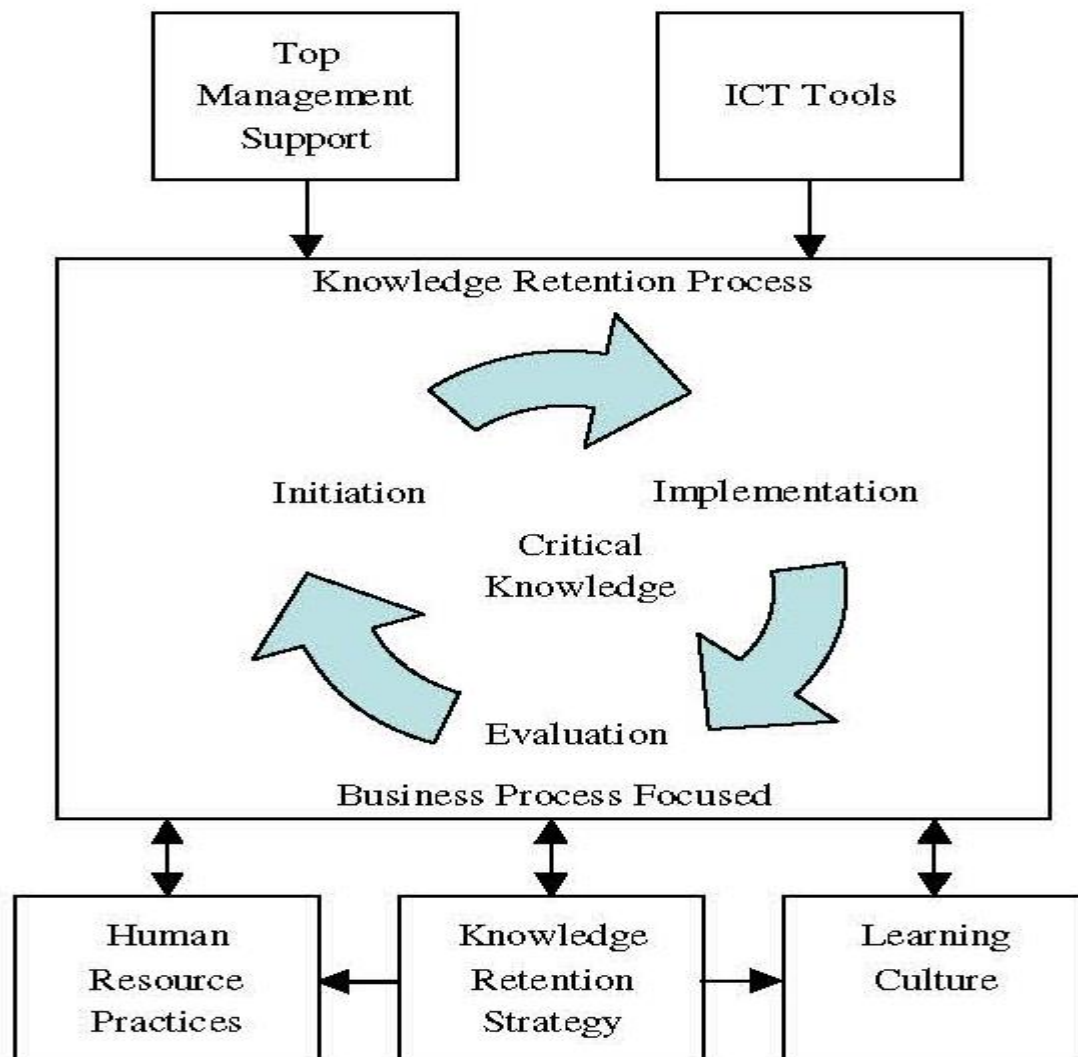 Top
Management
Support
ICT Tools
Knowledge Retention Process
Initiation
Implementation
Critical
Knowledge
Evaluation
Business Process Focused
Human
Resource
Practices
Knowledge
Retention
Strategy
Learning
Culture